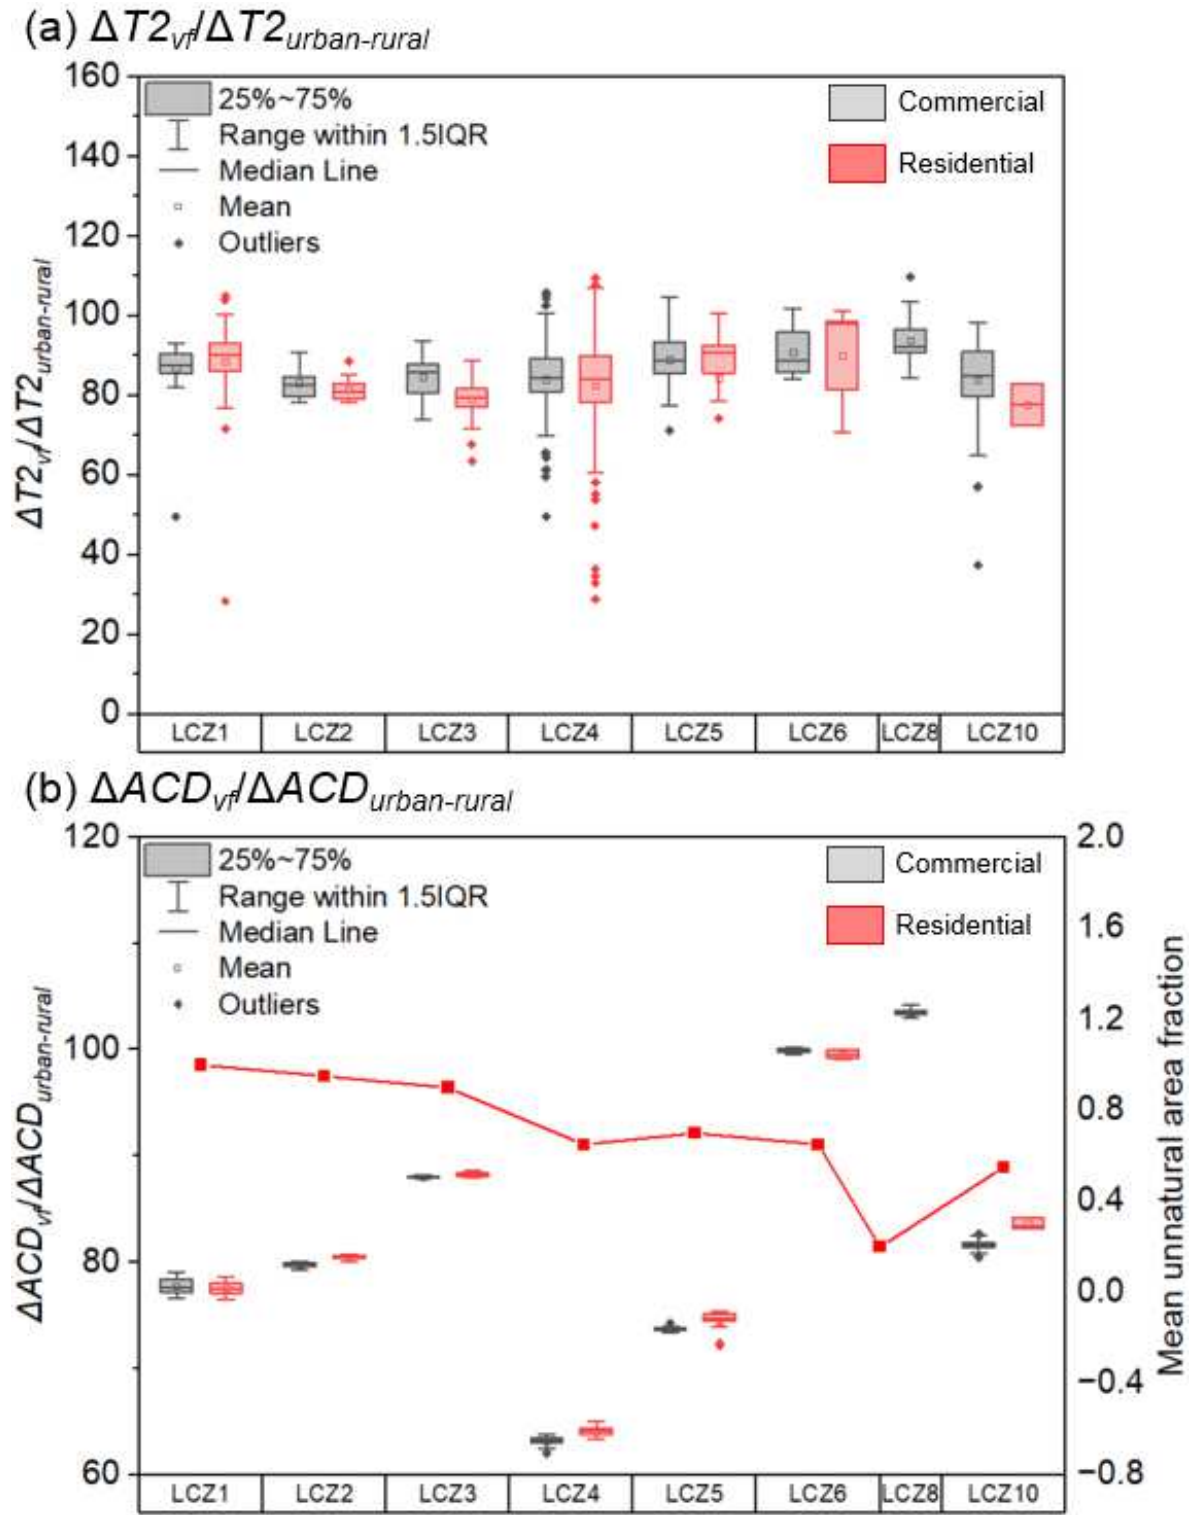 (a) ΔT2vf/ΔT2urban-rural
160
140
120
100
80
60
40
20
0
ΔT2vf/ΔT2urban-rural
25%~75%
Range within 1.5IQR
Median Line
Mean
Outliers
Commercial
Residential
LCZ1 LCZ2 LCZ3 LCZ4 LCZ5 LCZ6 LCZ8 LCZ10
(b) ΔACDvf/ΔACDurban-rural
120
100
80
60
ΔACDvf/ΔACDurban-rural
25%~75%
Range within 1.5IQR
Median Line
Mean
Outliers
Commercial
Residential
2.0
1.6
1.2
0.8
0.4
0.0
−0.4
−0.8
Mean unnatural area fraction
LCZ1 LCZ2 LCZ3 LCZ4 LCZ5 LCZ6 LCZ8 LCZ10